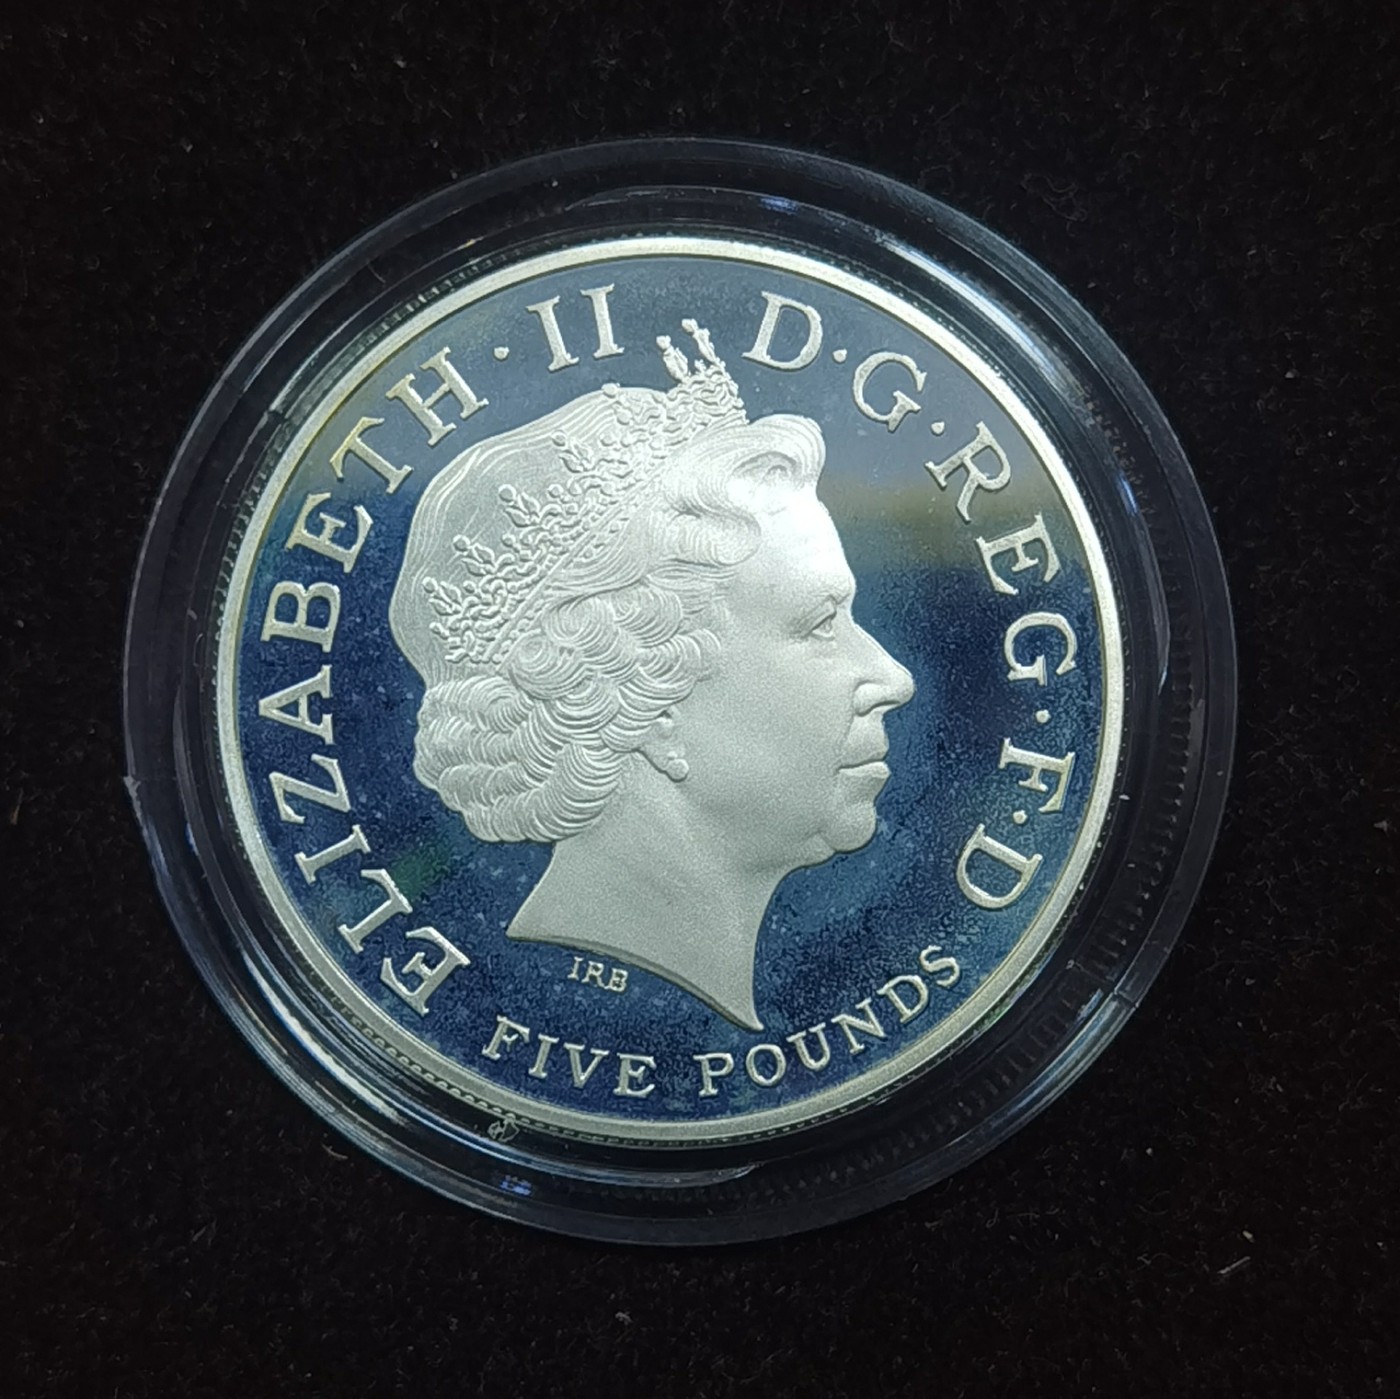 ELIZABETH · II D·G·REG·F·D
IRB
FIVE POUNDS